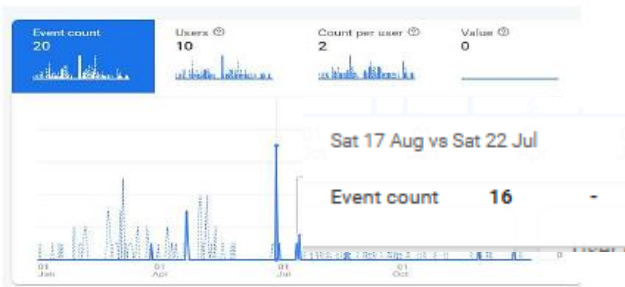 Event count
20
Users
10
Count per user
2
Value
0
Sat 17 Aug vs Sat 22 Jul
Event count 16 -
01
Jan
01
Apr
01
Jul
01
Oct
0